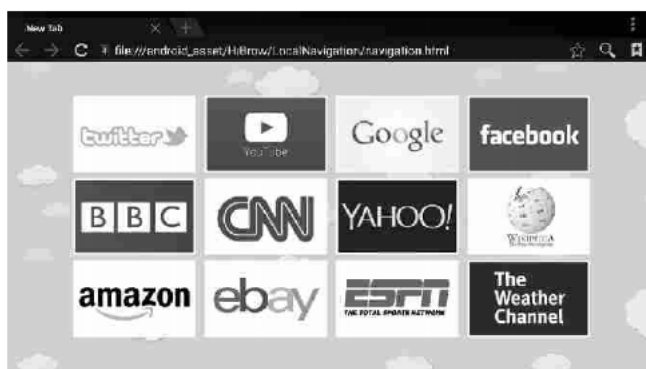 New Tab
file:///android_asset/HiBrow/LocalNavigation/navigation.html
twitter
YouTube
Google
facebook
BBC
CNN
YAHOO!
WIKIPEDIA
amazon
ebay
ESPN
THE TOTAL SPORTS NETWORK
The
Weather
Channel